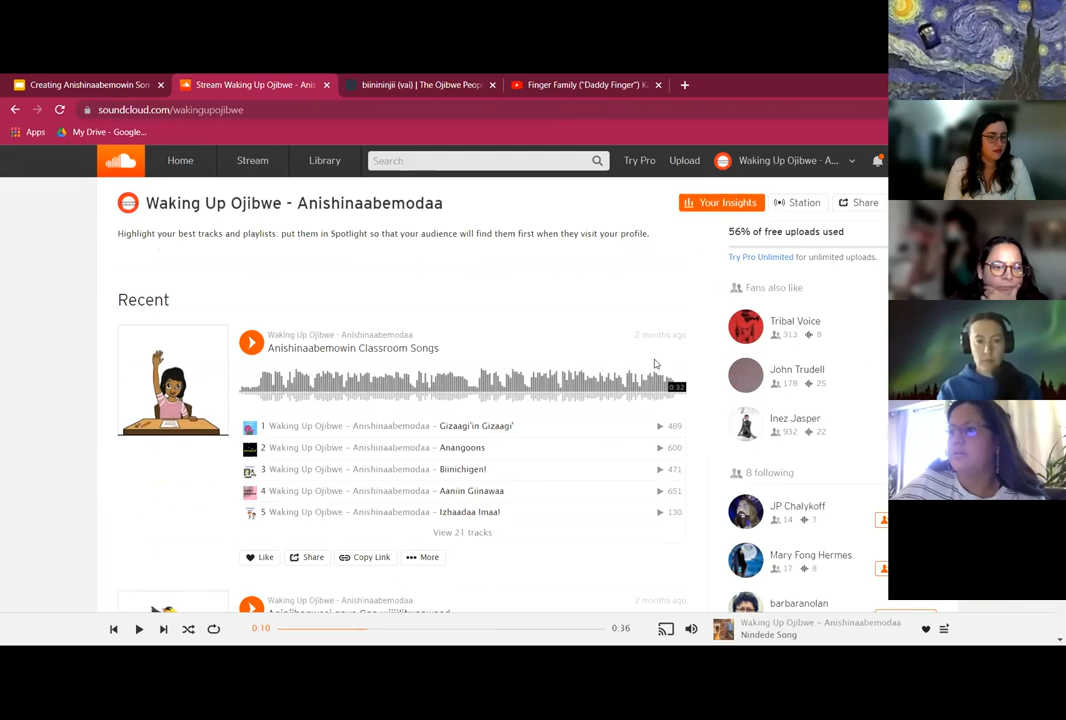 Creating Anishinaabemowin Son
Stream Waking Up Ojibwe - Anis
biinininjii (vai) | The Ojibwe Peop
Finger Family ("Daddy Finger") K
soundcloud.com/wakingupojibwe
Apps My Drive - Google...
Home Stream Library Search Try Pro Upload Waking Up Ojibwe - A...
Waking Up Ojibwe - Anishinaabemodaa
Your Insights Station Share
Highlight your best tracks and playlists: put them in Spotlight so that your audience will find them first when they visit your profile.
56% of free uploads used
Try Pro Unlimited for unlimited uploads.
Recent
Fans also like
Waking Up Ojibwe - Anishinaabemodaa 2 months ago
Anishinaabemowin Classroom Songs
0:32
1 Waking Up Ojibwe - Anishinaabemodaa - Gizaagi'in Gizaagi' 489
2 Waking Up Ojibwe - Anishinaabemodaa - Anangoons 600
3 Waking Up Ojibwe - Anishinaabemodaa - Biinichigen! 471
4 Waking Up Ojibwe - Anishinaabemodaa - Aaniin Giinawaa 651
5 Waking Up Ojibwe - Anishinaabemodaa - Izhaadaa Imaa! 130
View 21 tracks
Like Share Copy Link More
Tribal Voice
313 8
John Trudell
178 25
Inez Jasper
932 22
8 following
JP Chalykoff
14 3
Mary Fong Hermes
17 8
barbaranolan
Waking Up Ojibwe - Anishinaabemodaa 2 months ago
0:10 0:36
Waking Up Ojibwe - Anishinaabemodaa
Nindede Song